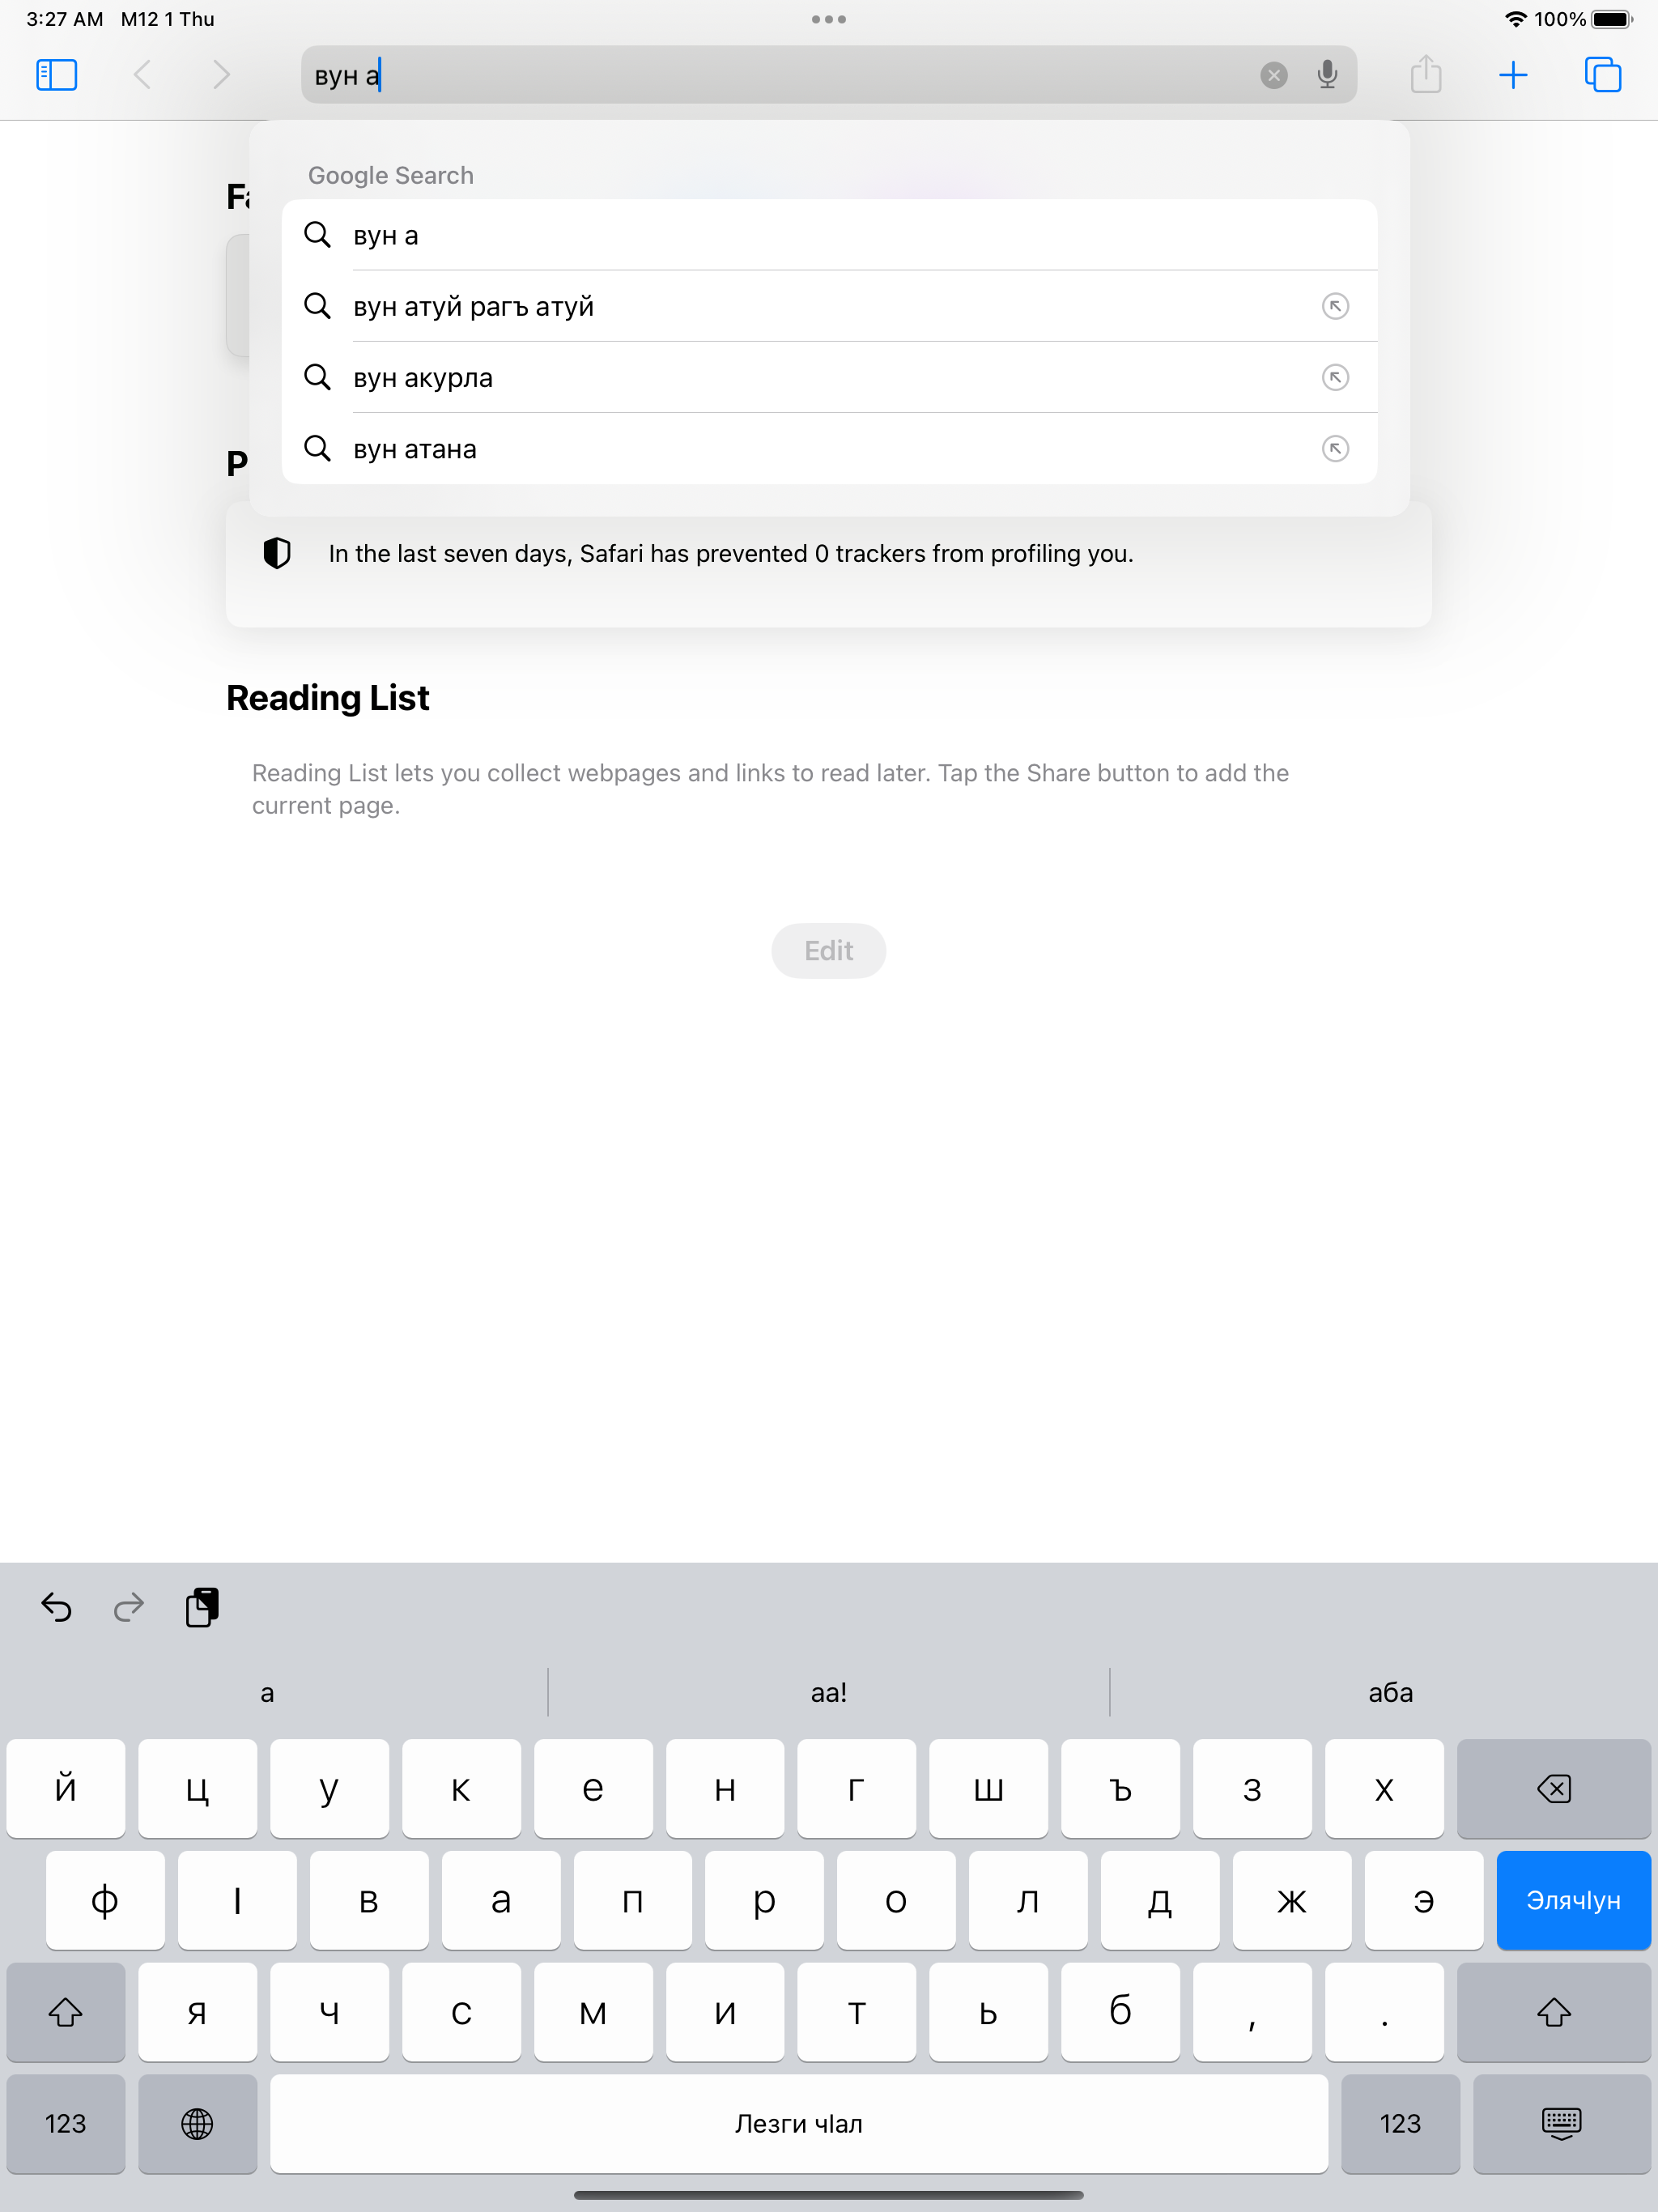 3:27 AM M12 1 Thu
100%
вун а
Google Search
вун а
вун атуй рагъ атуй
вун акурла
вун атана
In the last seven days, Safari has prevented 0 trackers from profiling you.
Reading List
Reading List lets you collect webpages and links to read later. Tap the Share button to add the
current page.
Edit
а
аа!
аба
й ц у к е н г ш ъ з х
ф Ӏ в а п р о л д ж э ЭлячӀун
я ч с м и т ь б , .
123 Лезги чӀал 123